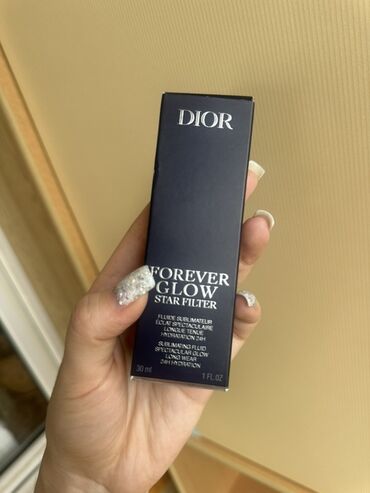 DIOR
FOREVER
GLOW
STAR FILTER
FLUIDE SUBLIMATEUR
ÉCLAT SPECTACULAIRE
LONGUE TENUE
HYDRATATION 24H
SUBLIMATING FLUID
SPECTACULAR GLOW
LONG WEAR
24H HYDRATION
30 ml 1 FL.OZ